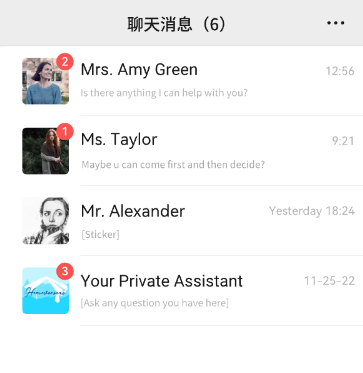 聊天消息（6）
2
Mrs. Amy Green
12:56
Is there anything I can help with you?
1
Ms. Taylor
9:21
Maybe u can come first and then decide?
Mr. Alexander
Yesterday 18:24
[Sticker]
3
Your Private Assistant
11-25-22
[Ask any question you have here]